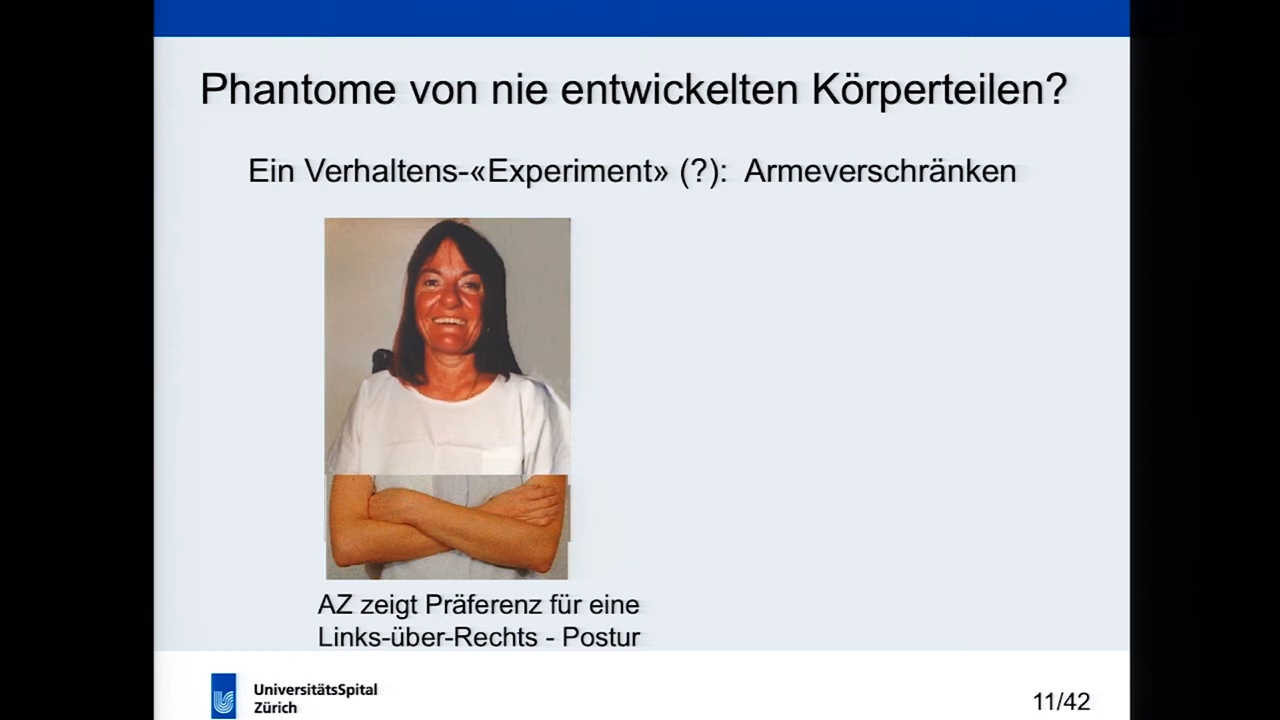 Phantome von nie entwickelten Körperteilen?
Ein Verhaltens-«Experiment» (?): Armeverschränken
AZ zeigt Präferenz für eine
Links-über-Rechts - Postur
UniversitätsSpital
Zürich
11/42